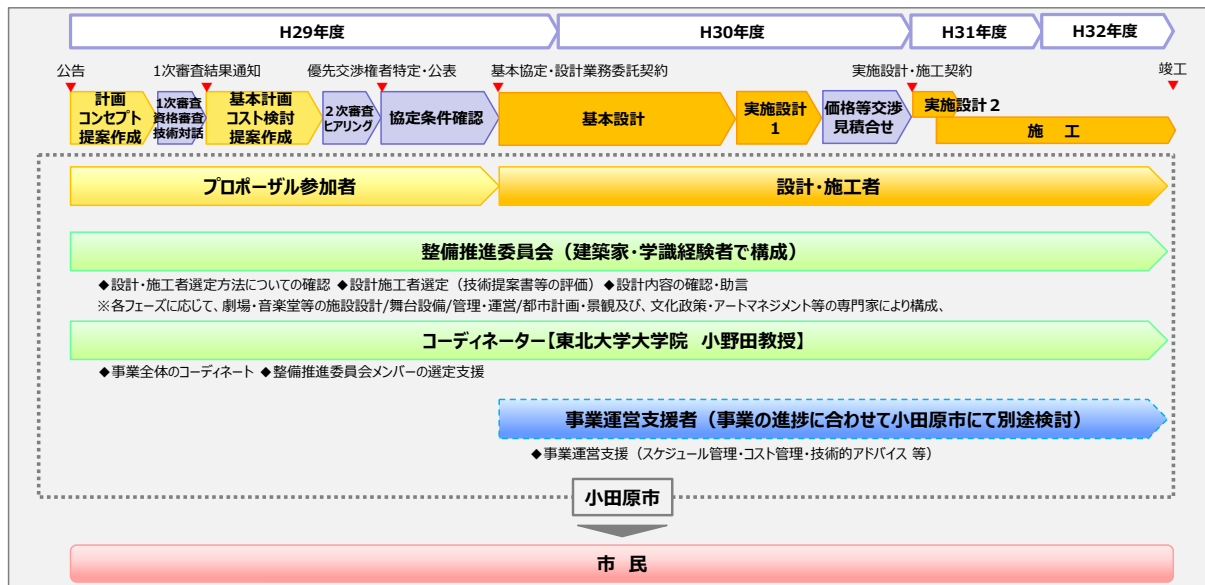 H29年度
H30年度
H31年度
H32年度
公告
1次審査結果通知
優先交渉権者特定・公表
基本協定・設計業務委託契約
実施設計・施工契約
竣工
計画
コンセプト
提案作成
1次審査
資格審査
技術対話
基本計画
コスト検討
提案作成
２次審査
ヒアリング
協定条件確認
基本設計
実施設計
1
価格等交渉
見積合せ
実施設計２
施　工
プロポーザル参加者
設計・施工者
整備推進委員会（建築家・学識経験者で構成）
◆設計・施工者選定方法についての確認 ◆設計施工者選定（技術提案書等の評価）◆設計内容の確認・助言
※各フェーズに応じて、劇場・音楽堂等の施設設計/舞台設備/管理・運営/都市計画・景観及び、文化政策・アートマネジメント等の専門家により構成、
コーディネーター【東北大学大学院　小野田教授】
◆事業全体のコーディネート ◆整備推進委員会メンバーの選定支援
事業運営支援者（事業の進捗に合わせて小田原市にて別途検討）
◆事業運営支援（スケジュール管理・コスト管理・技術的アドバイス 等）
小田原市
市 民